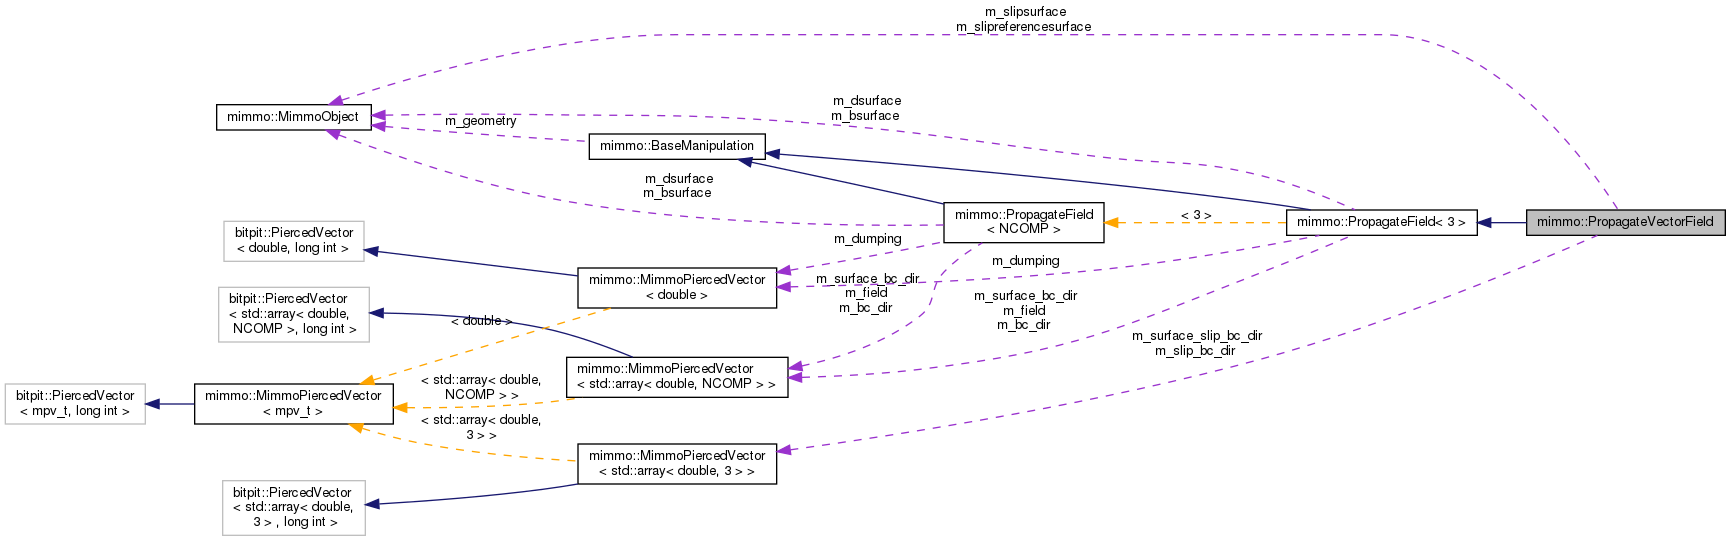 m_slipsurface
m_slipreferencesurface
mimmo::MimmoObject
m_geometry
m_dsurface
m_bsurface
mimmo::BaseManipulation
m_dsurface
m_bsurface
mimmo::PropagateField
< NCOMP >
< 3 >
mimmo::PropagateField< 3 >
mimmo::PropagateVectorField
bitpit::PiercedVector
< double, long int >
m_dumping
m_dumping
mimmo::MimmoPiercedVector
< double >
m_surface_bc_dir
m_field
m_bc_dir
m_surface_bc_dir
m_field
m_bc_dir
bitpit::PiercedVector
< std::array< double,
NCOMP >, long int >
< double >
m_surface_slip_bc_dir
m_slip_bc_dir
mimmo::MimmoPiercedVector
< std::array< double, NCOMP > >
bitpit::PiercedVector
< mpv_t, long int >
mimmo::MimmoPiercedVector
< mpv_t >
< std::array< double,
NCOMP > >
< std::array< double,
3 > >
mimmo::MimmoPiercedVector
< std::array< double, 3 > >
bitpit::PiercedVector
< std::array< double,
3 > , long int >